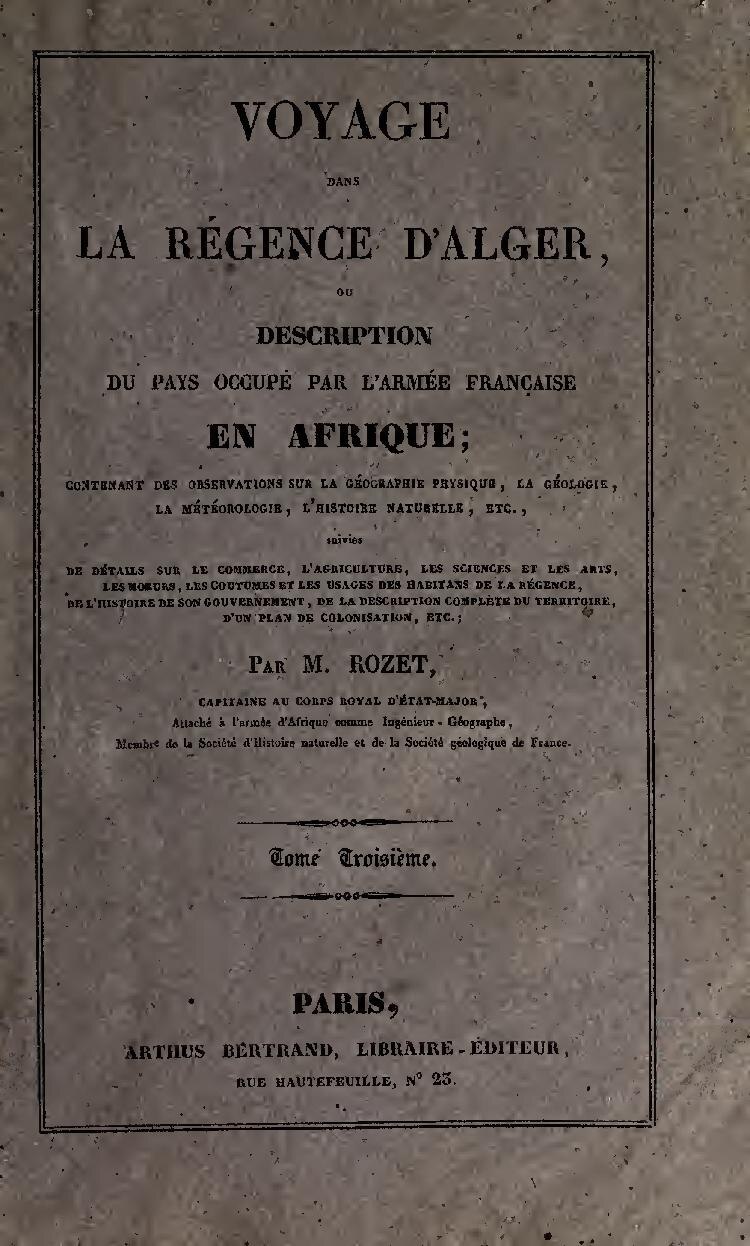 VOYAGE
DANS
LA RÉGENCE D'ALGER,
OU
DESCRIPTION
DU PAYS OCCUPÉ PAR L'ARMÉE FRANÇAISE
EN AFRIQUE;
CONTENANT DES OBSERVATIONS SUR LA GÉOGRAPHIE PHYSIQUE, LA GÉOLOGIE,
LA MÉTÉOROLOGIE, L'HISTOIRE NATURELLE, ETC.,
suivies
DE DÉTAILS SUR LE COMMERCE, L'AGRICULTURE, LES SCIENCES ET LES ARTS,
LES MOEURS, LES COUTUMES ET LES USAGES DES HABITANS DE LA RÉGENCE,
DE L'HISTOIRE DE SON GOUVERNEMENT, DE LA DESCRIPTION COMPLÈTE DU TERRITOIRE,
D'UN PLAN DE COLONISATION, ETC.;
PAR M. ROZET,
CAPITAINE AU CORPS ROYAL D'ÉTAT-MAJOR,
Attaché à l'armée d'Afrique comme Ingénieur-Géographe,
Membre de la Société d'Histoire naturelle et de la Société géologique de France.
Tome Troisième.
PARIS,
ARTHUS BERTRAND, LIBRAIRE-ÉDITEUR,
RUE HAUTEFEUILLE, N° 23.